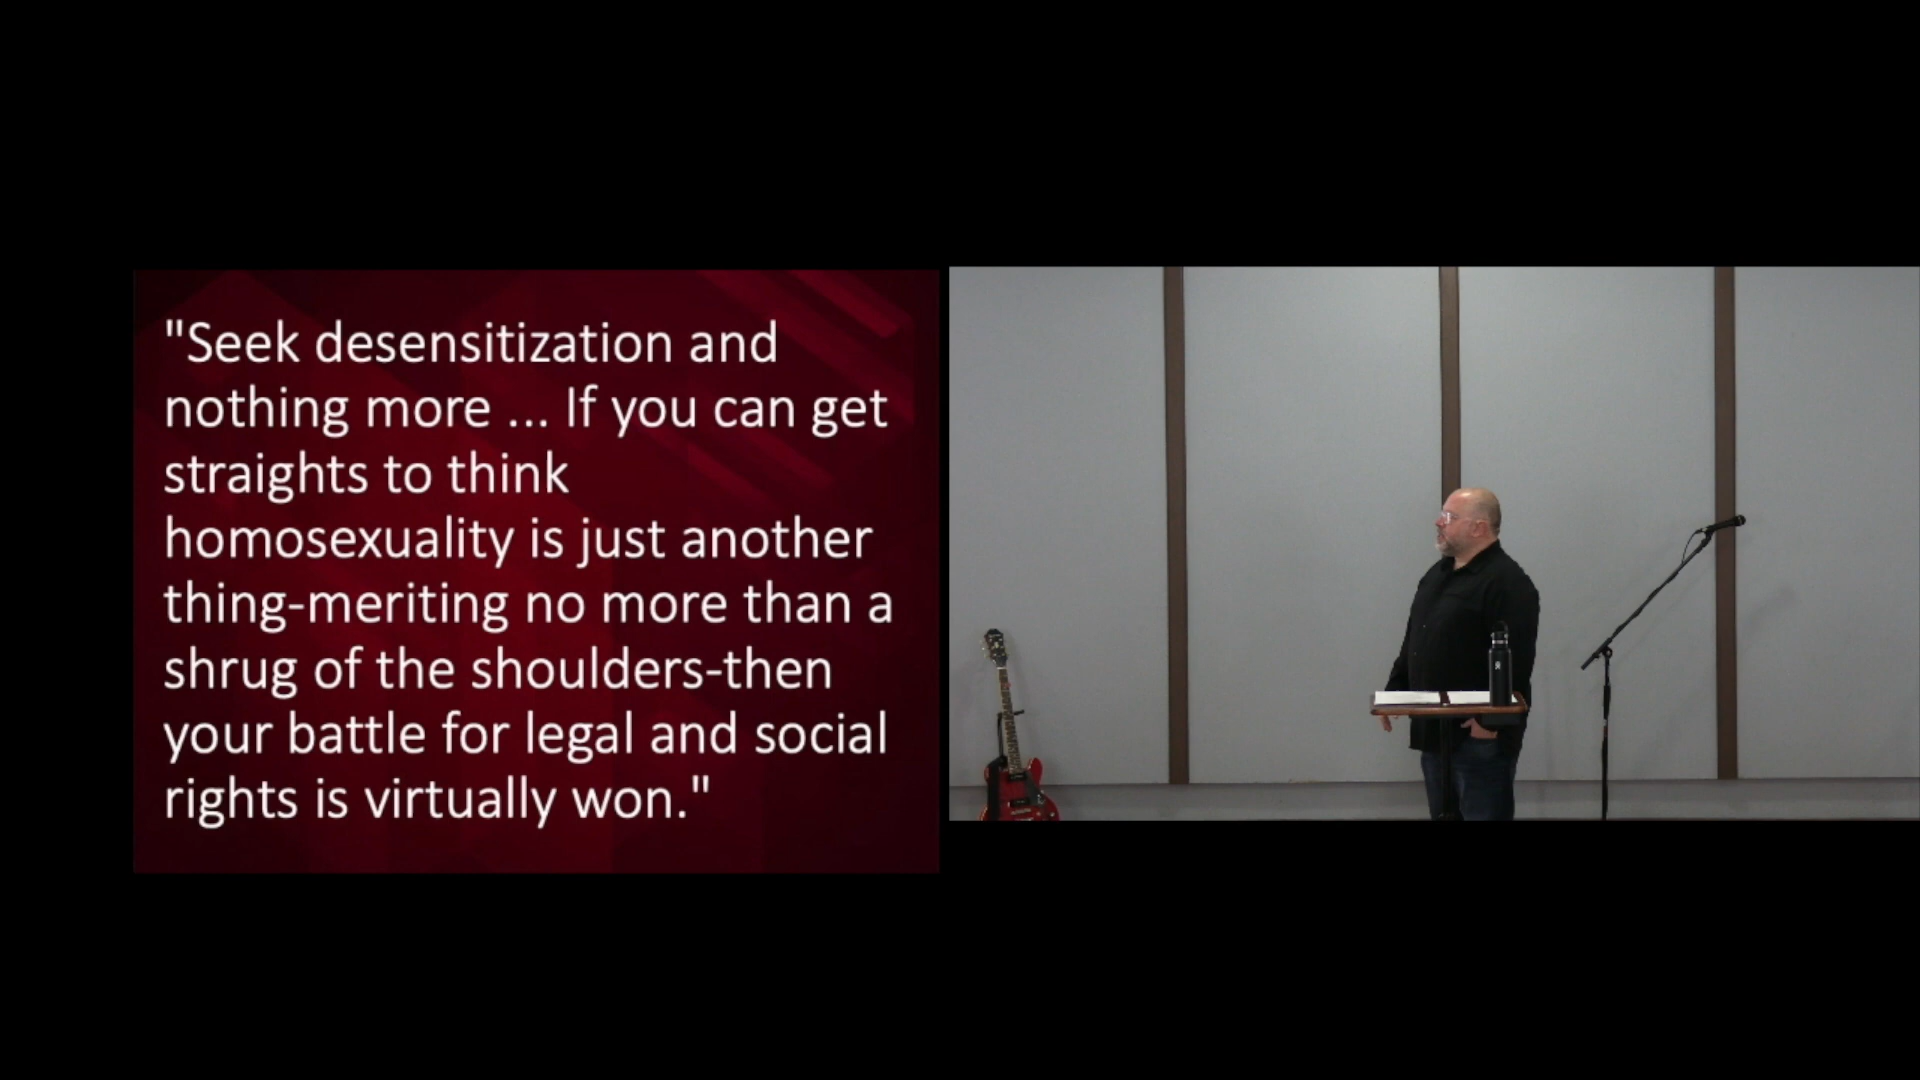 "Seek desensitization and
nothing more ... If you can get
straights to think
homosexuality is just another
thing-meriting no more than a
shrug of the shoulders-then
your battle for legal and social
rights is virtually won."